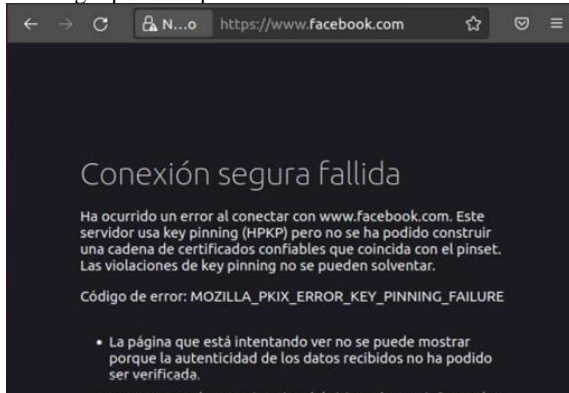 N...o https://www.facebook.com
Conexión segura fallida
Ha ocurrido un error al conectar con www.facebook.com. Este
servidor usa key pinning (HPKP) pero no se ha podido construir
una cadena de certificados confiables que coincida con el pinset.
Las violaciones de key pinning no se pueden solventar.
Código de error: MOZILLA_PKIX_ERROR_KEY_PINNING_FAILURE
• La página que está intentando ver no se puede mostrar
porque la autenticidad de los datos recibidos no ha podido
ser verificada.